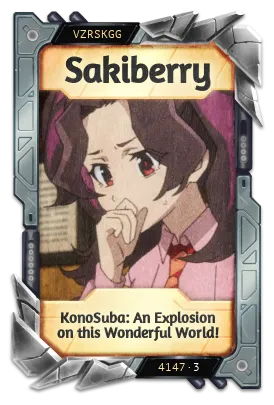 VZRSKGG
Sakiberry
KonoSuba: An Explosion
on this Wonderful World!
4147·3